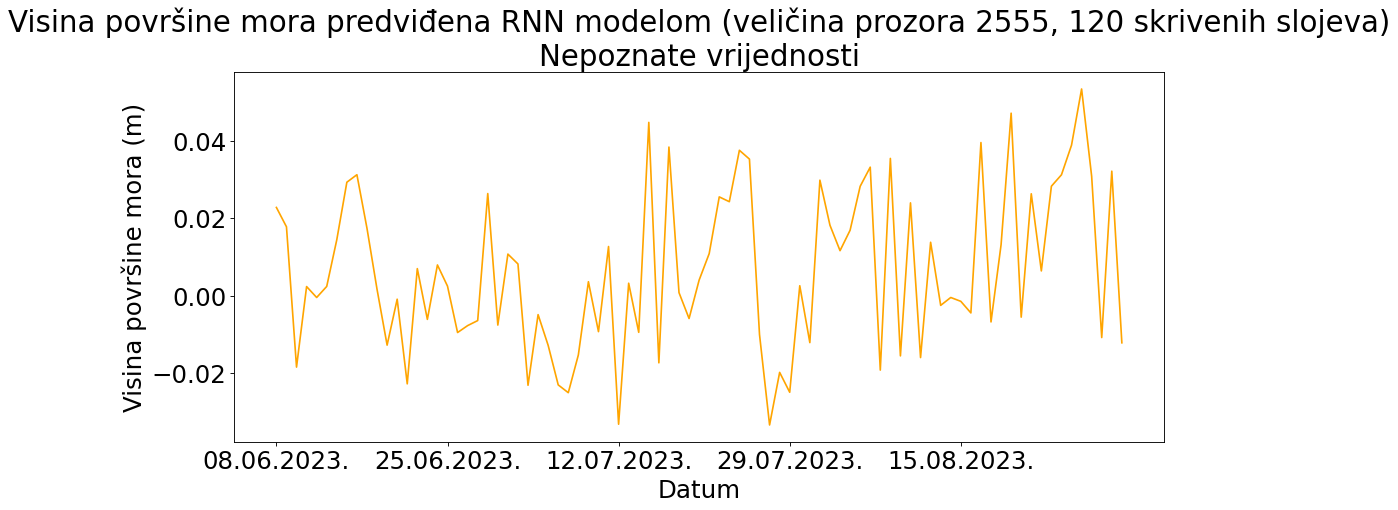 Visina površine mora predviđena RNN modelom (veličina prozora 2555, 120 skrivenih slojeva)
Nepoznate vrijednosti
Visina površine mora (m)
0.04
0.02
0.00
−0.02
08.06.2023. 25.06.2023. 12.07.2023. 29.07.2023. 15.08.2023.
Datum